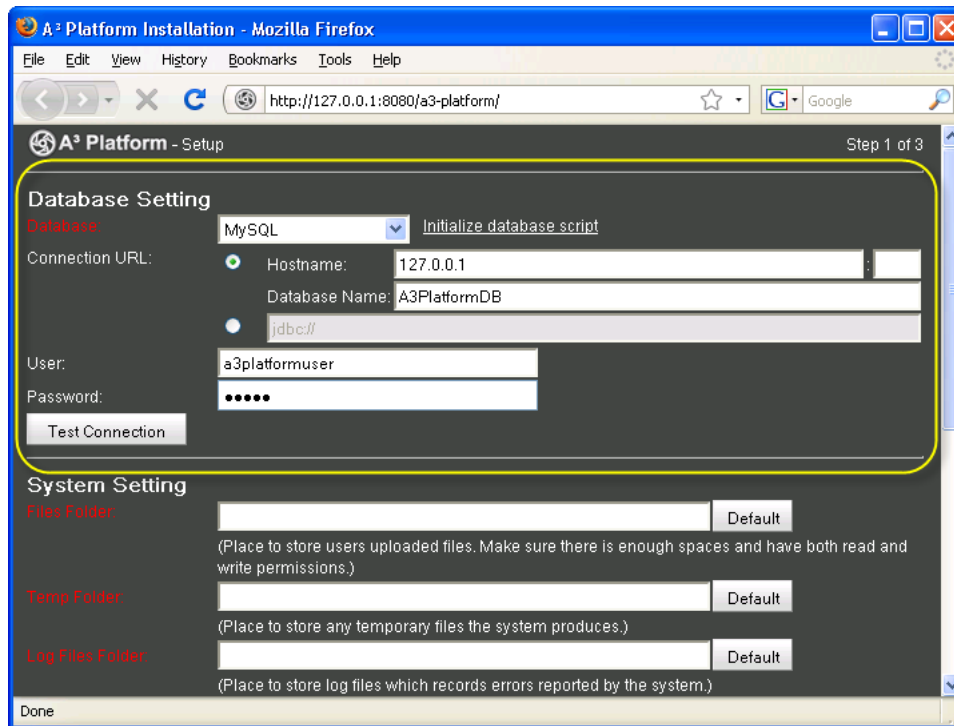 A³ Platform Installation - Mozilla Firefox
File Edit View History Bookmarks Tools Help
http://127.0.0.1:8080/a3-platform/ G Google
A³ Platform - Setup Step 1 of 3
Database Setting
Database: MySQL Initialize database script
Connection URL: Hostname: 127.0.0.1 :
Database Name: A3PlatformDB
jdbc://
User: a3platformuser
Password: •••••
Test Connection
System Setting
Files Folder: Default
(Place to store users uploaded files. Make sure there is enough spaces and have both read and
write permissions.)
Temp Folder: Default
(Place to store any temporary files the system produces.)
Log Files Folder: Default
(Place to store log files which records errors reported by the system.)
Done